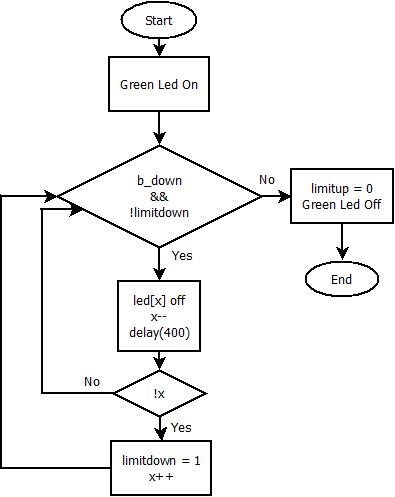 Start
Green Led On
b_down
&&
!limitdown
No
limitup = 0
Green Led Off
End
Yes
led[x] off
x--
delay(400)
No
!x
Yes
limitdown = 1
x++